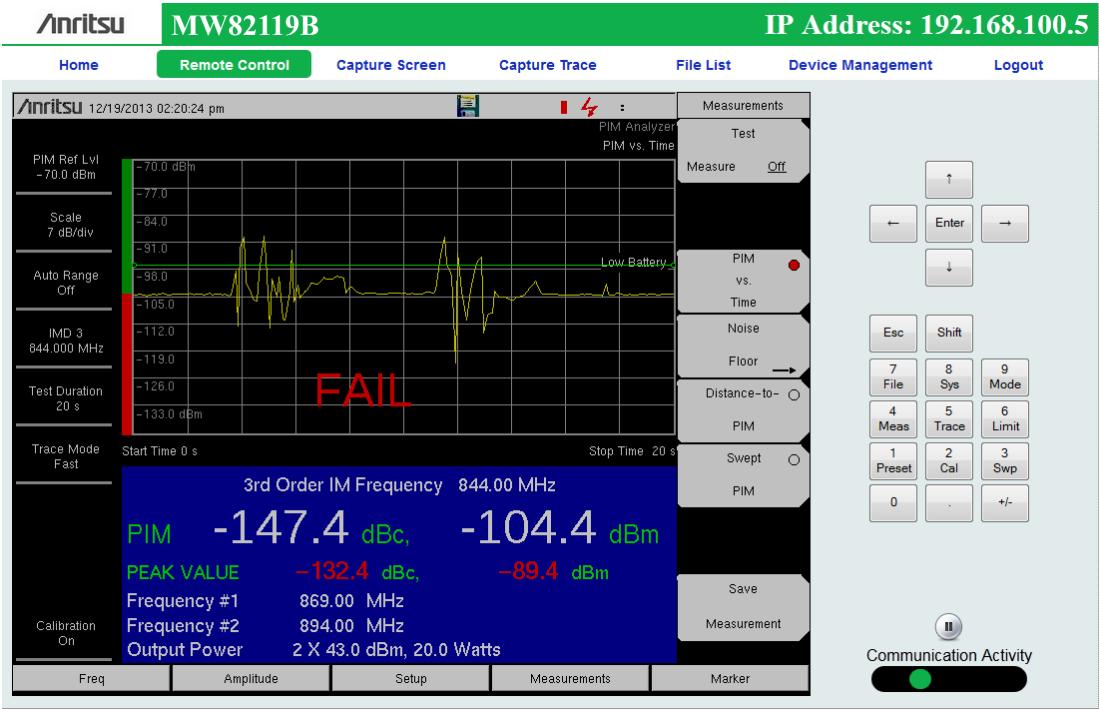 /Inritsu MW82119B IP Address: 192.168.100.5
Home Remote Control Capture Screen Capture Trace File List Device Management Logout
/Inritsu 12/19/2013 02:20:24 pm :
PIM Analyzer
PIM vs. Time
PIM Ref Lvl
-70.0 dBm
Scale
7 dB/div
Auto Range
Off
IMD 3
844.000 MHz
Test Duration
20 s
Trace Mode
Fast
Calibration
On
-70.0 dBm
-77.0
-84.0
-91.0
-98.0
-105.0
-112.0
-119.0
-126.0
-133.0 dBm
Low Battery
FAIL
Start Time 0 s Stop Time 20 s
3rd Order IM Frequency 844.00 MHz
PIM -147.4 dBc, -104.4 dBm
PEAK VALUE -132.4 dBc, -89.4 dBm
Frequency #1 869.00 MHz
Frequency #2 894.00 MHz
Output Power 2 X 43.0 dBm, 20.0 Watts
Measurements
Test
Measure Off
PIM
vs.
Time
Noise
Floor
Distance-to-
PIM
Swept
PIM
Save
Measurement
Freq Amplitude Setup Measurements Marker
↑
← Enter →
↓
Esc Shift
7 8 9
File Sys Mode
4 5 6
Meas Trace Limit
1 2 3
Preset Cal Swp
0 . +/-
Communication Activity